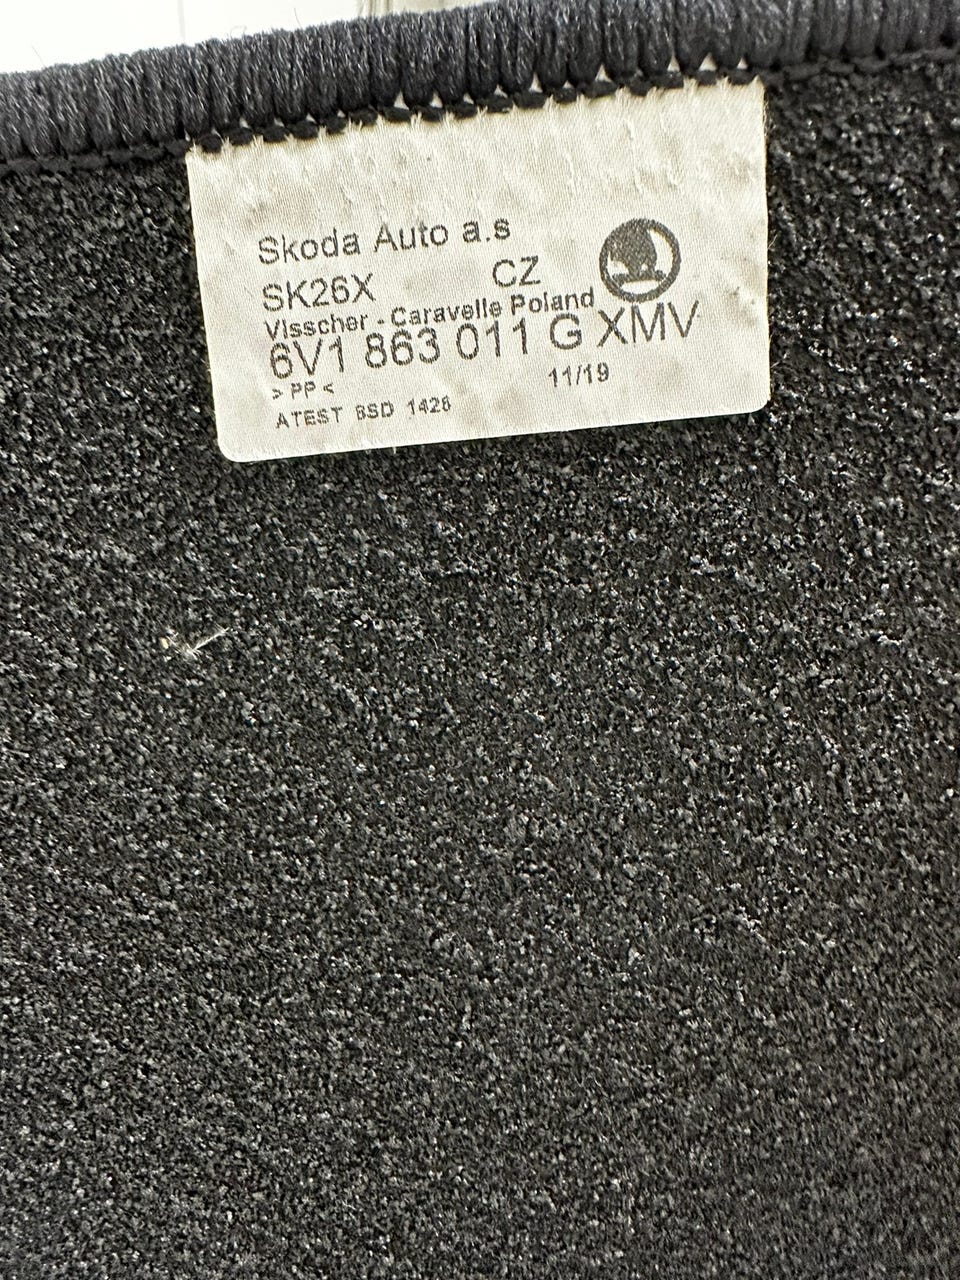 Skoda Auto a.s
SK26X CZ
Visscher - Caravelle Poland
6V1 863 011 G XMV
> PP < 11/19
ATEST BSD 1426